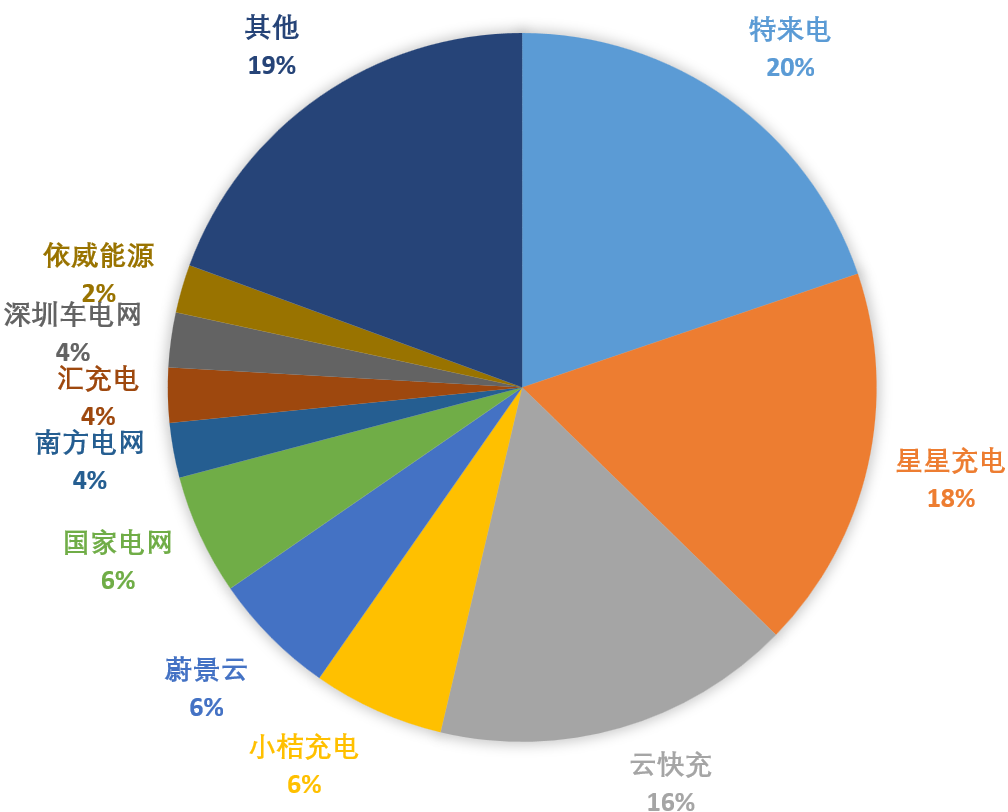 特来电
20%
星星充电
18%
云快充
16%
小桔充电
6%
蔚景云
6%
国家电网
6%
南方电网
4%
汇充电
4%
深圳车电网
4%
依威能源
2%
其他
19%